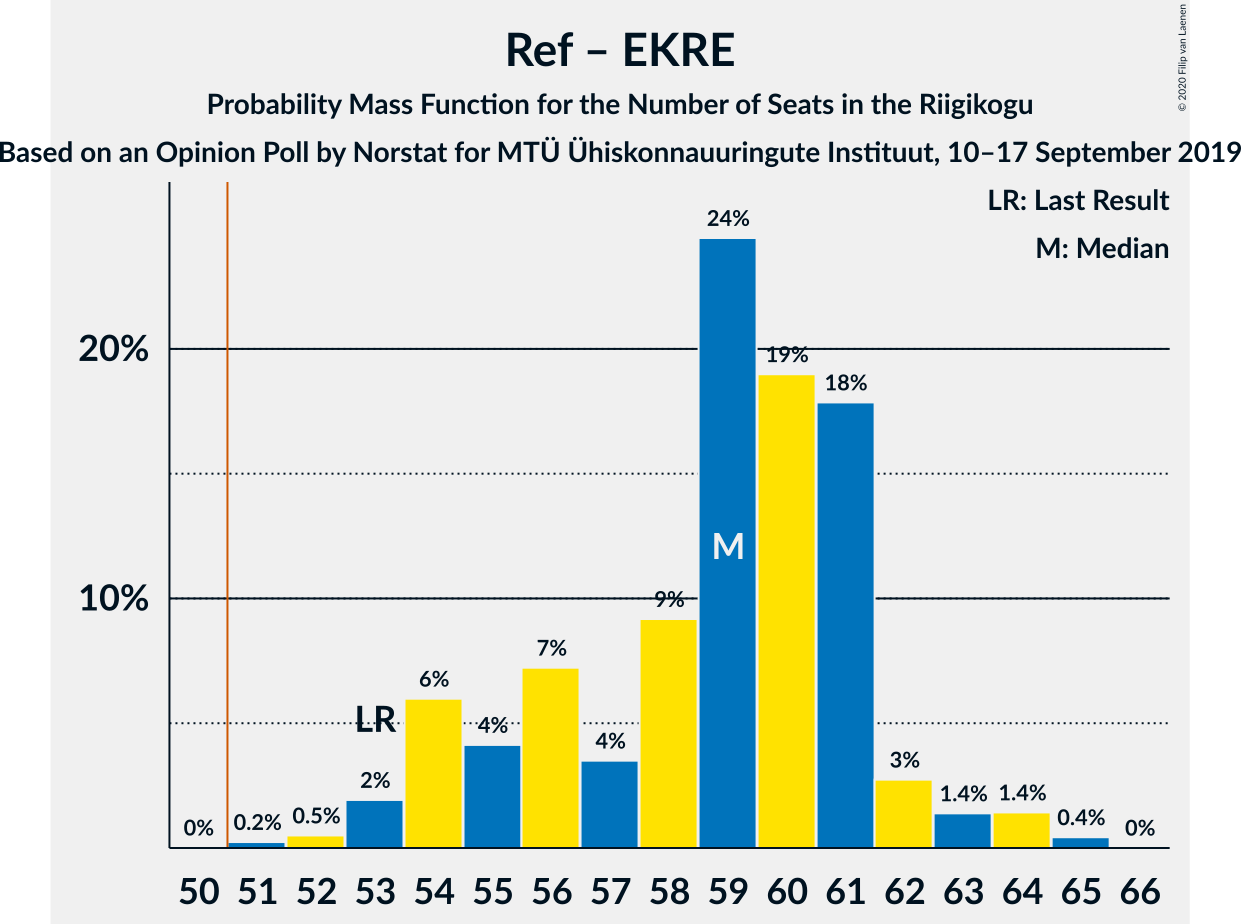 © 2020 Filip van Laenen
Ref – EKRE
Probability Mass Function for the Number of Seats in the Riigikogu
Based on an Opinion Poll by Norstat for MTÜ Ühiskonnauuringute Instituut, 10–17 September 2019
LR: Last Result
M: Median
20%
10%
0%
0.2%
0.5%
2%
LR
6%
4%
7%
4%
9%
24%
M
19%
18%
3%
1.4%
1.4%
0.4%
0%
50 51 52 53 54 55 56 57 58 59 60 61 62 63 64 65 66